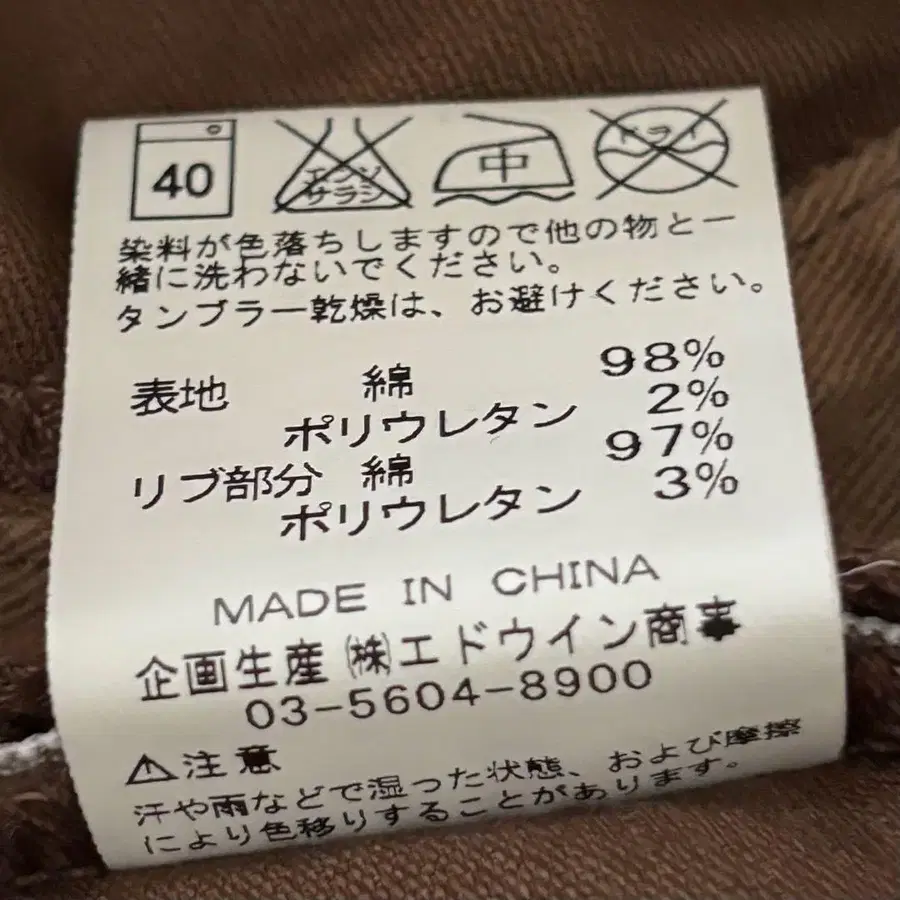 40
エンソ
サラシ
中
ドライ
染料が色落ちしますので他の物と一
緒に洗わないでください。
タンブラー乾燥は、お避けください。
表地 綿 98%
ポリウレタン 2%
リブ部分 綿 97%
ポリウレタン 3%
MADE IN CHINA
企画生産 ㈱エドウイン商事
03-5604-8900
⚠注意
汗や雨などで湿った状態、および摩擦
により色移りすることがあります。